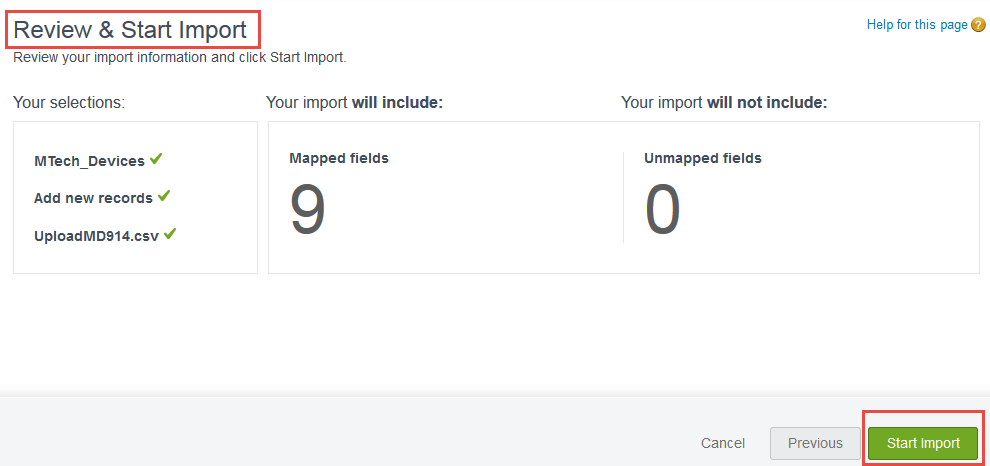 Review & Start Import
Help for this page ?
Review your import information and click Start Import.
Your selections:
Your import will include:
Your import will not include:
MTech_Devices
Add new records
UploadMD914.csv
Mapped fields
9
Unmapped fields
0
Cancel
Previous
Start Import